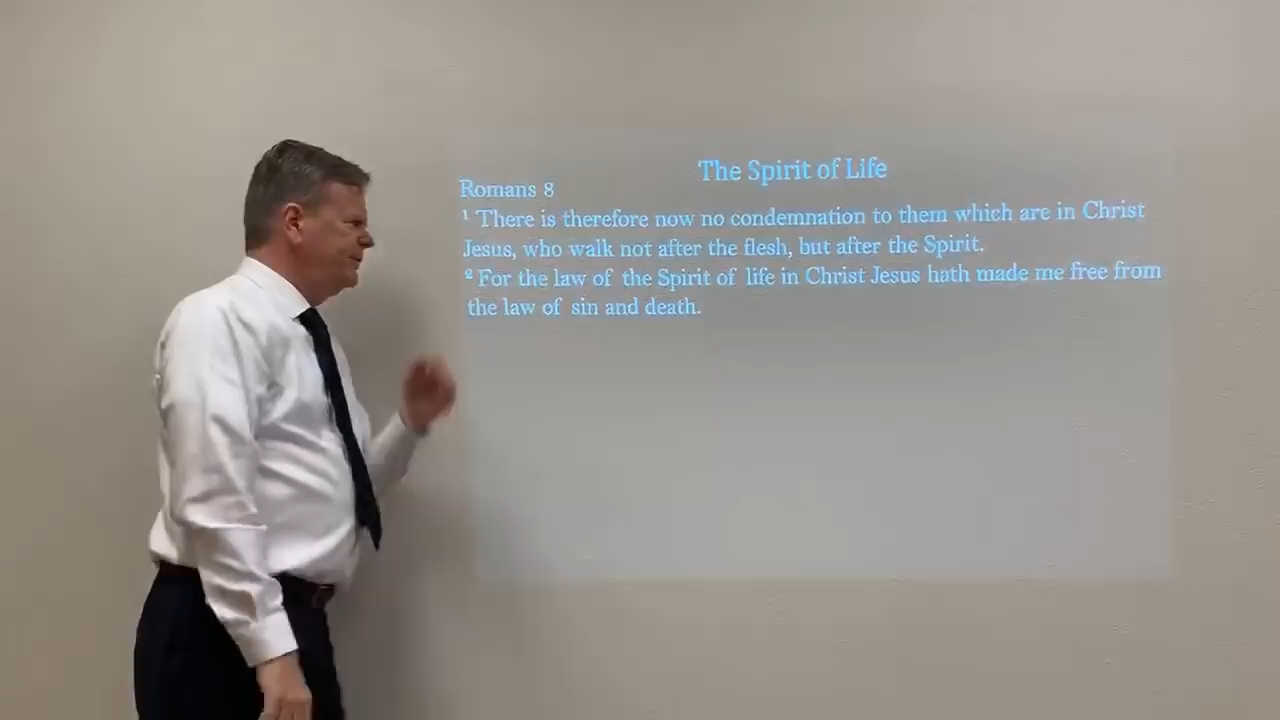 The Spirit of Life
Romans 8
¹ There is therefore now no condemnation to them which are in Christ
Jesus, who walk not after the flesh, but after the Spirit.
² For the law of the Spirit of life in Christ Jesus hath made me free from
the law of sin and death.